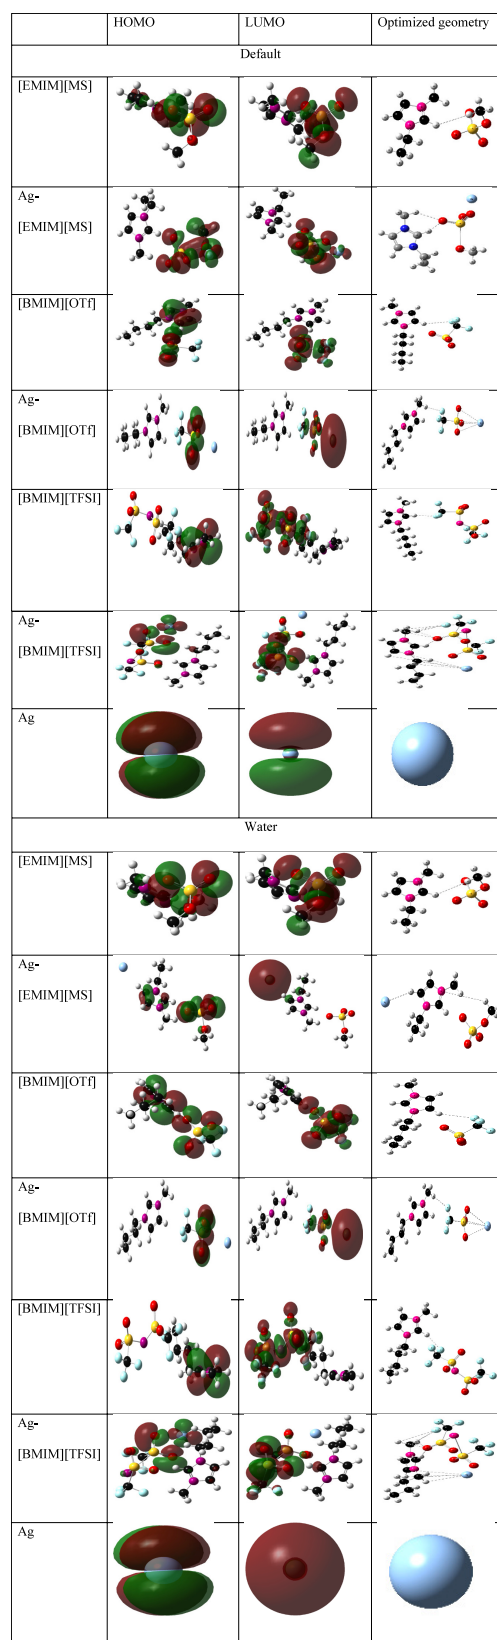 HOMO LUMO Optimized geometry
Default
[EMIM][MS]
Ag-
[EMIM][MS]
[BMIM][OTf]
Ag-
[BMIM][OTf]
[BMIM][TFSI]
Ag-
[BMIM][TFSI]
Ag
Water
[EMIM][MS]
Ag-
[EMIM][MS]
[BMIM][OTf]
Ag-
[BMIM][OTf]
[BMIM][TFSI]
Ag-
[BMIM][TFSI]
Ag